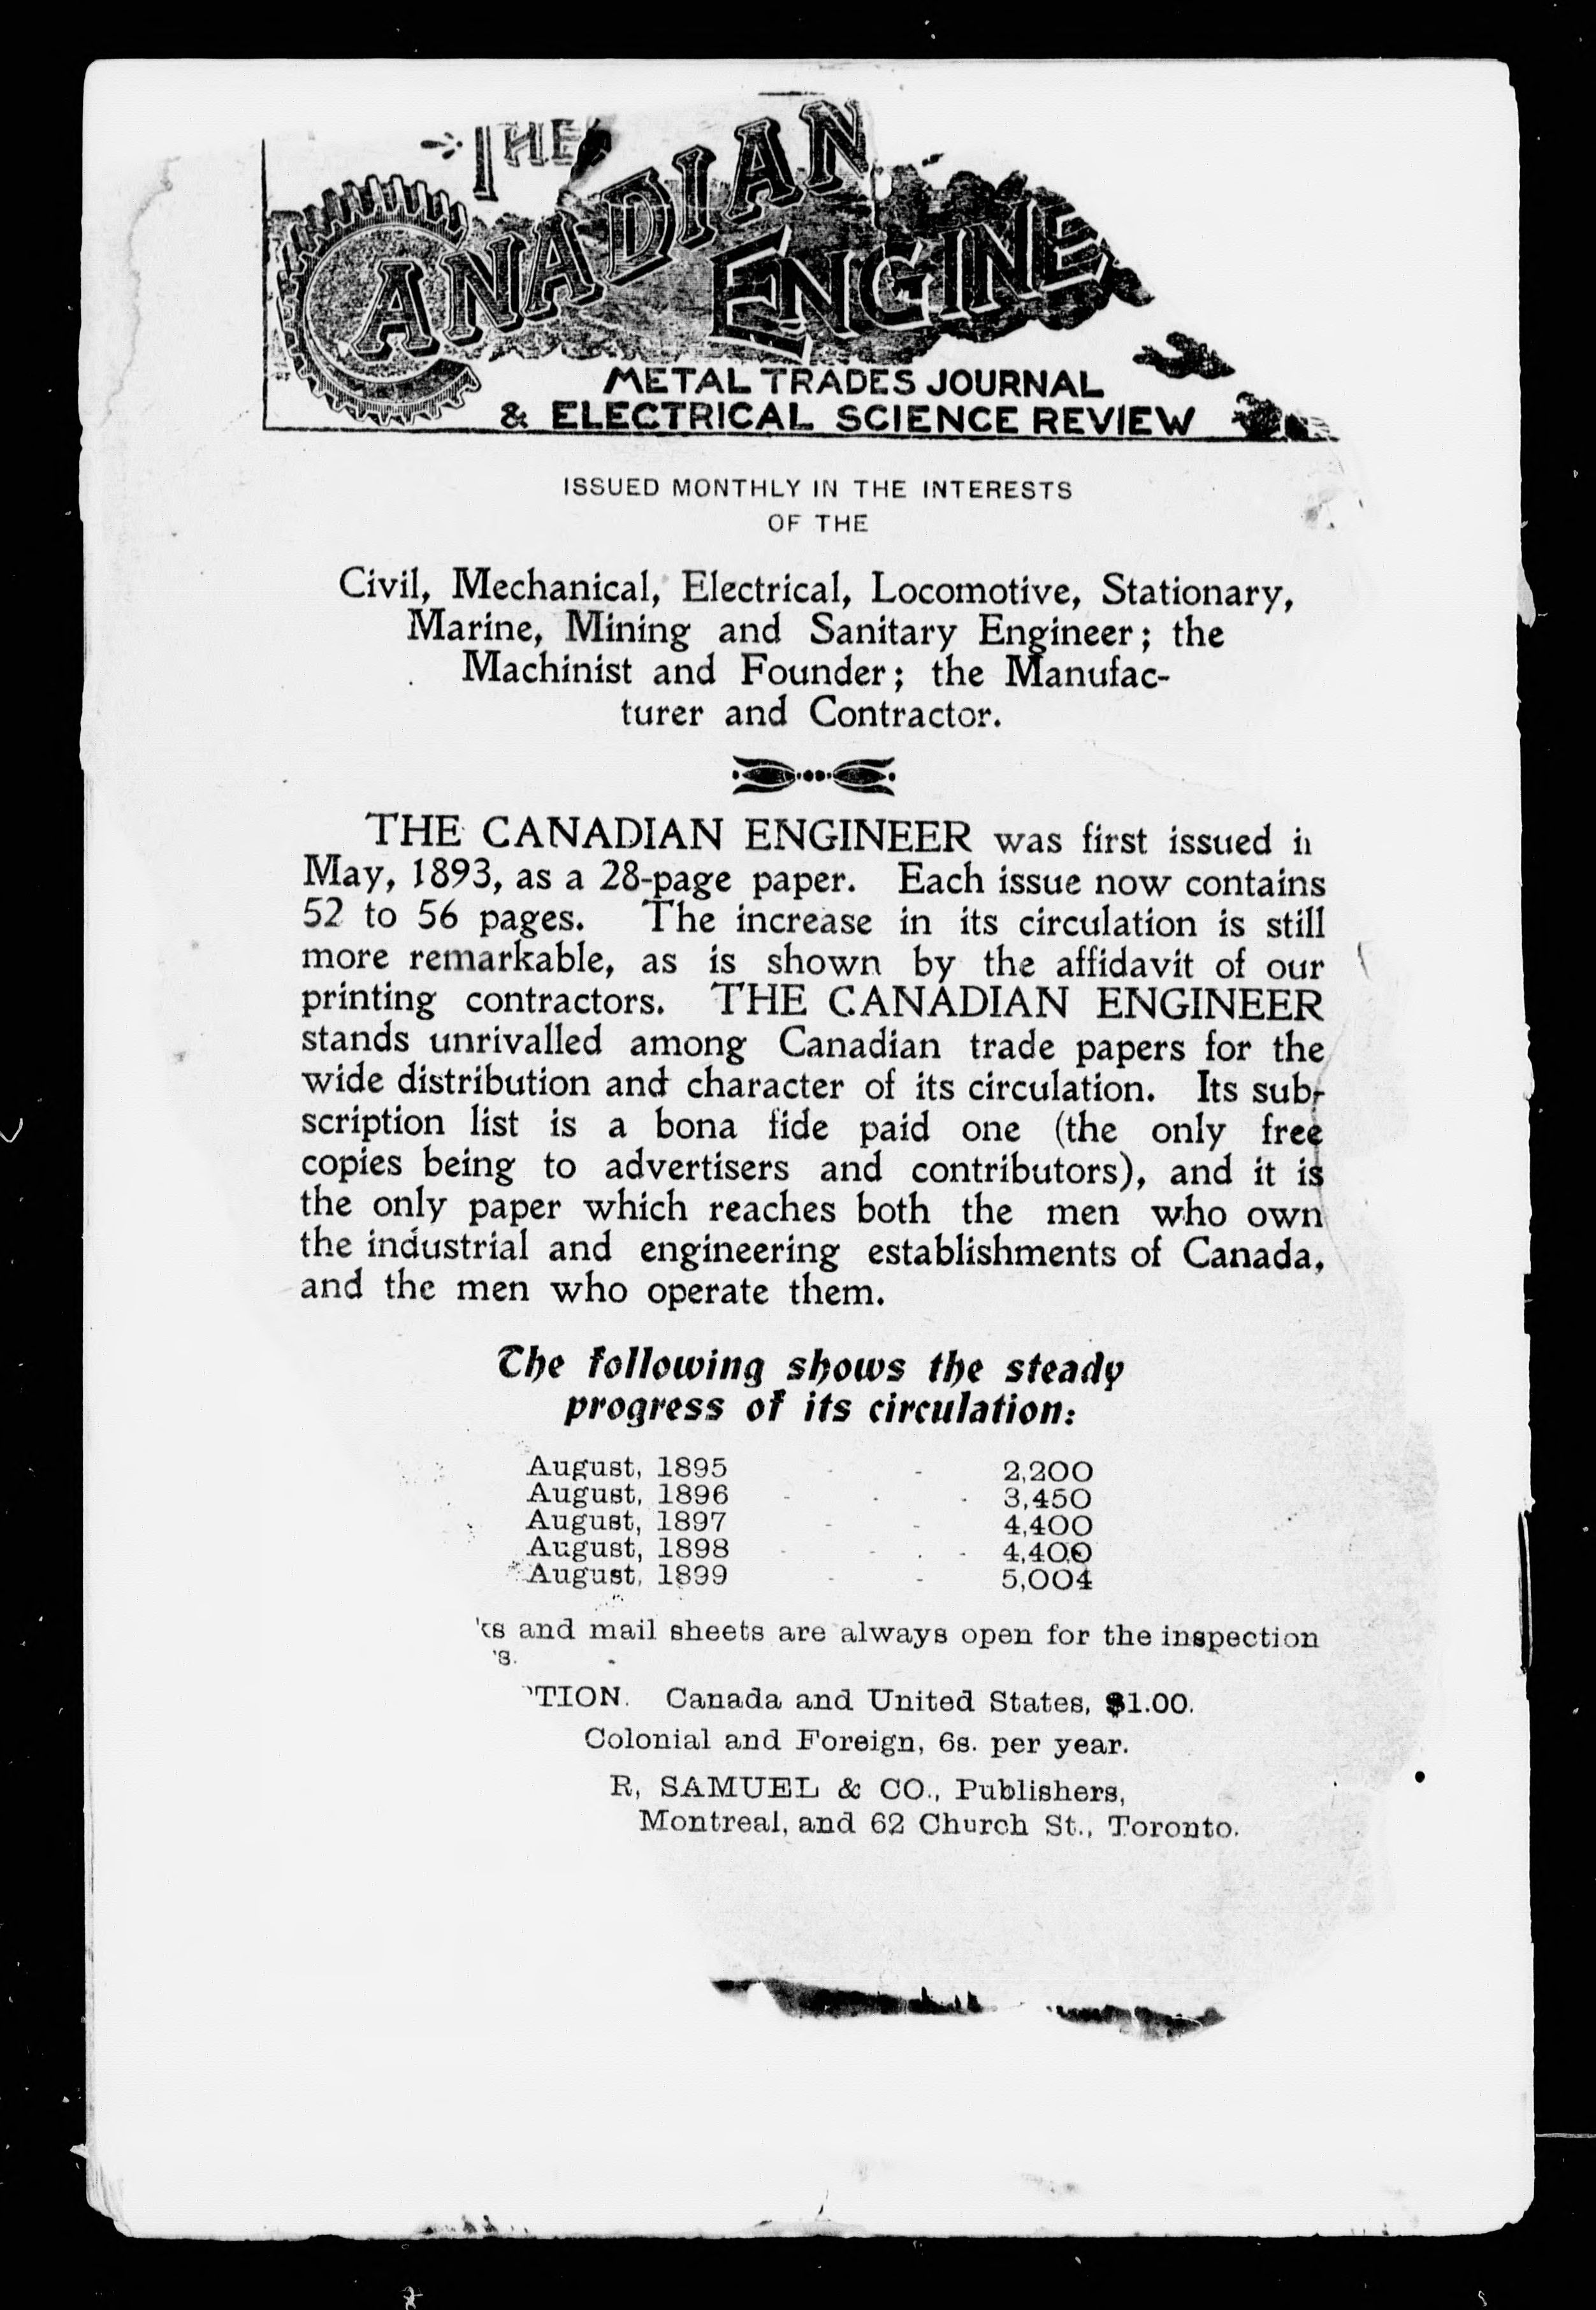 THE
CANADIAN
ENGINE
METAL TRADES JOURNAL
& ELECTRICAL SCIENCE REVIEW
ISSUED MONTHLY IN THE INTERESTS
OF THE
Civil, Mechanical, Electrical, Locomotive, Stationary,
Marine, Mining and Sanitary Engineer; the
Machinist and Founder; the Manufac-
turer and Contractor.
THE CANADIAN ENGINEER was first issued in
May, 1893, as a 28-page paper. Each issue now contains
52 to 56 pages. The increase in its circulation is still
more remarkable, as is shown by the affidavit of our
printing contractors. THE CANADIAN ENGINEER
stands unrivalled among Canadian trade papers for the
wide distribution and character of its circulation. Its sub-
scription list is a bona fide paid one (the only free
copies being to advertisers and contributors), and it is
the only paper which reaches both the men who own
the industrial and engineering establishments of Canada,
and the men who operate them.
The following shows the steady
progress of its circulation:
August, 1895 - - 2,200
August, 1896 - - - 3,450
August, 1897 - - 4,400
August, 1898 - - - 4,400
August, 1899 - - 5,004
and mail sheets are always open for the inspection
TION. Canada and United States, $1.00.
Colonial and Foreign, 6s. per year.
R, SAMUEL & CO., Publishers,
Montreal, and 62 Church St., Toronto.